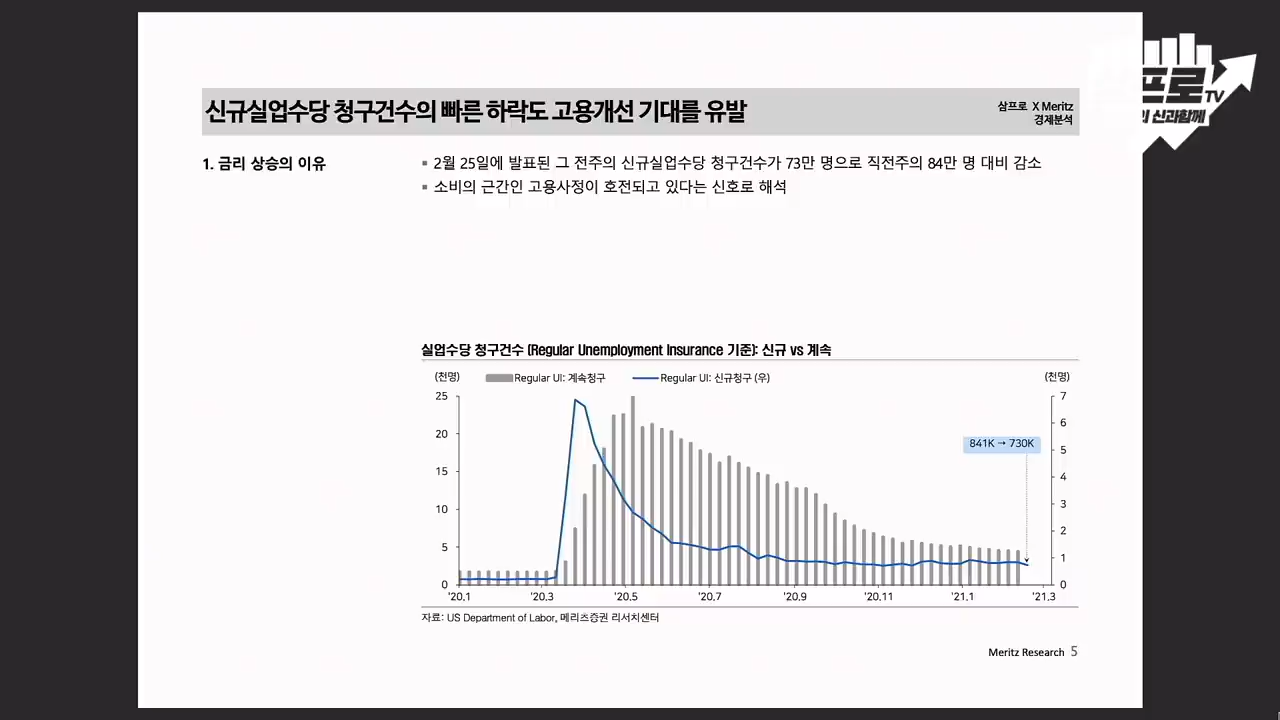 신규실업수당 청구건수의 빠른 하락도 고용개선 기대를 유발
삼프로 X Meritz
경제분석
프로TV
의 신과함께
1. 금리 상승의 이유
▪ 2월 25일에 발표된 그 전주의 신규실업수당 청구건수가 73만 명으로 직전주의 84만 명 대비 감소
▪ 소비의 근간인 고용사정이 호전되고 있다는 신호로 해석
실업수당 청구건수 (Regular Unemployment Insurance 기준): 신규 vs 계속
(천명) Regular UI: 계속청구 Regular UI: 신규청구 (우) (천명)
25 7
6
20
5
841K → 730K
15 4
10 3
2
5
1
0 0
'20.1 '20.3 '20.5 '20.7 '20.9 '20.11 '21.1 '21.3
자료: US Department of Labor, 메리츠증권 리서치센터
Meritz Research 5